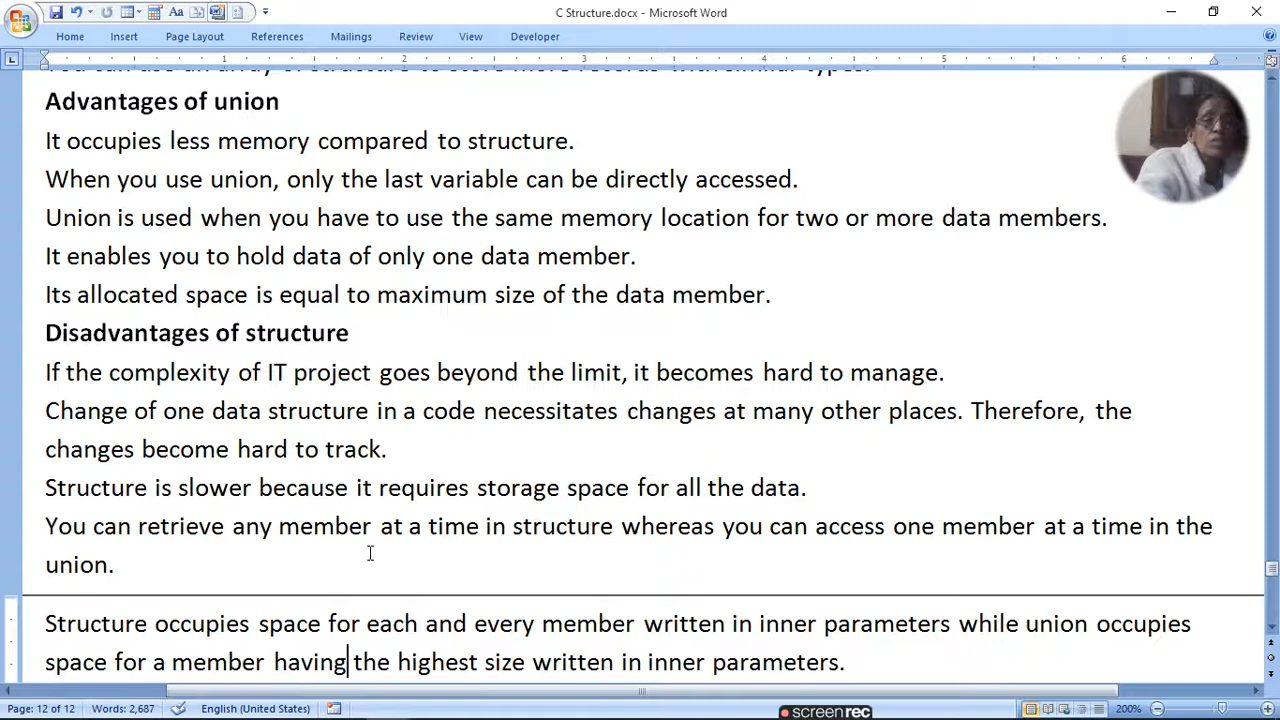 C Structure.docx - Microsoft Word
Home Insert Page Layout References Mailings Review View Developer
1 2 3 4 5 6
Advantages of union
It occupies less memory compared to structure.
When you use union, only the last variable can be directly accessed.
Union is used when you have to use the same memory location for two or more data members.
It enables you to hold data of only one data member.
Its allocated space is equal to maximum size of the data member.
Disadvantages of structure
If the complexity of IT project goes beyond the limit, it becomes hard to manage.
Change of one data structure in a code necessitates changes at many other places. Therefore, the
changes become hard to track.
Structure is slower because it requires storage space for all the data.
You can retrieve any member at a time in structure whereas you can access one member at a time in the
union.
Structure occupies space for each and every member written in inner parameters while union occupies
space for a member having the highest size written in inner parameters.
Page: 12 of 12 Words: 2,687 English (United States) 200%
screenrec